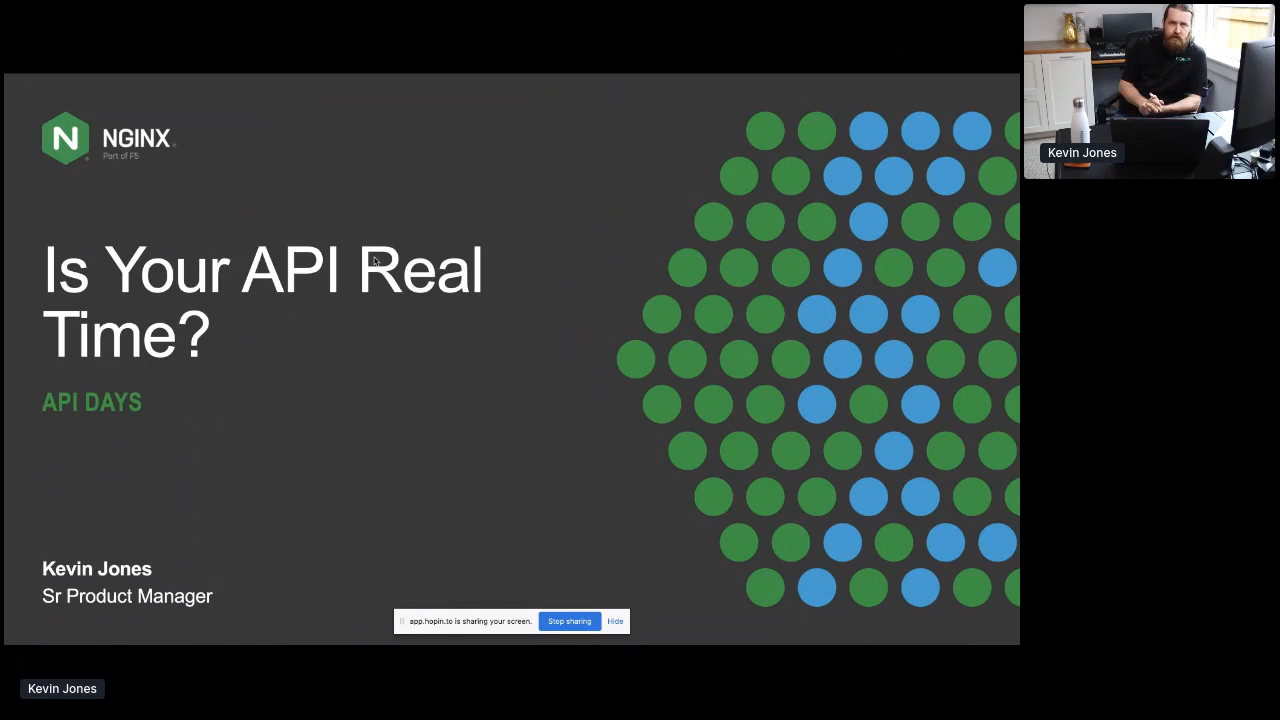 N
NGINX
Part of F5
Is Your API Real
Time?
API DAYS
Kevin Jones
Sr Product Manager
app.hopin.to is sharing your screen.
Stop sharing
Hide
Kevin Jones
Kevin Jones